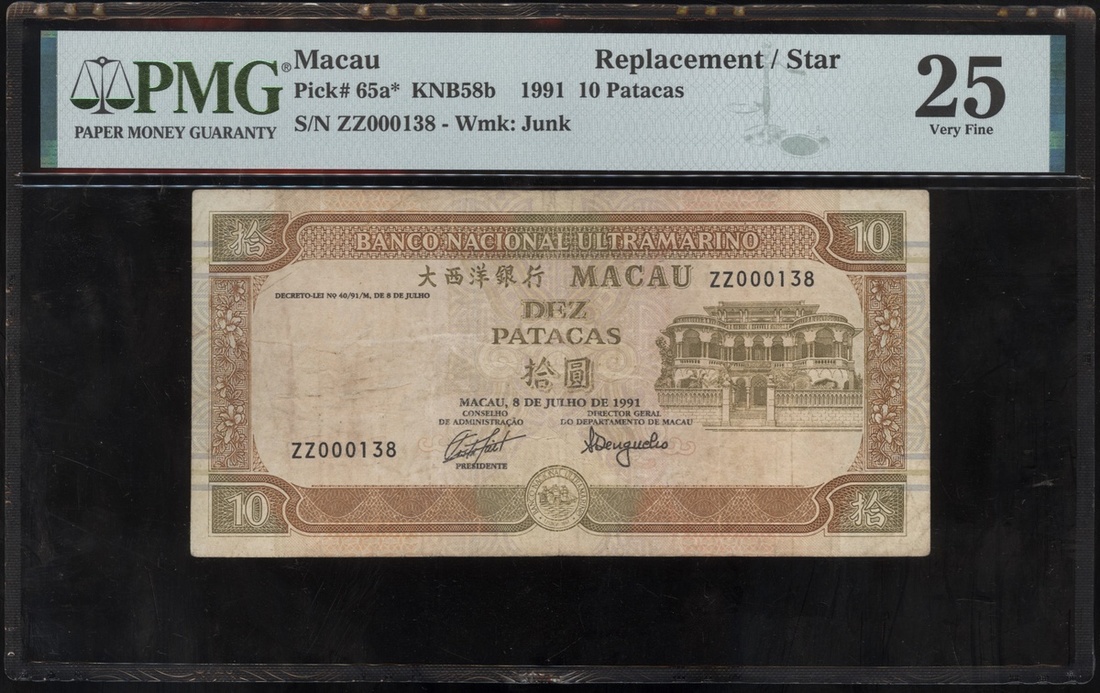 PMG®
PAPER MONEY GUARANTY
Macau
Replacement / Star
Pick# 65a* KNB58b 1991 10 Patacas
S/N ZZ000138 - Wmk: Junk
25
Very Fine
拾
BANCO NACIONAL ULTRAMARINO
10
大西洋銀行 MACAU
ZZ000138
DECRETO-LEI Nº 40/91/M, DE 8 DE JULHO
DEZ
PATACAS
拾圓
MACAU, 8 DE JULHO DE 1991
CONSELHO
DE ADMINISTRAÇÃO
DIRECTOR GERAL
DO DEPARTAMENTO DE MACAU
ZZ000138
PRESIDENTE
10
拾